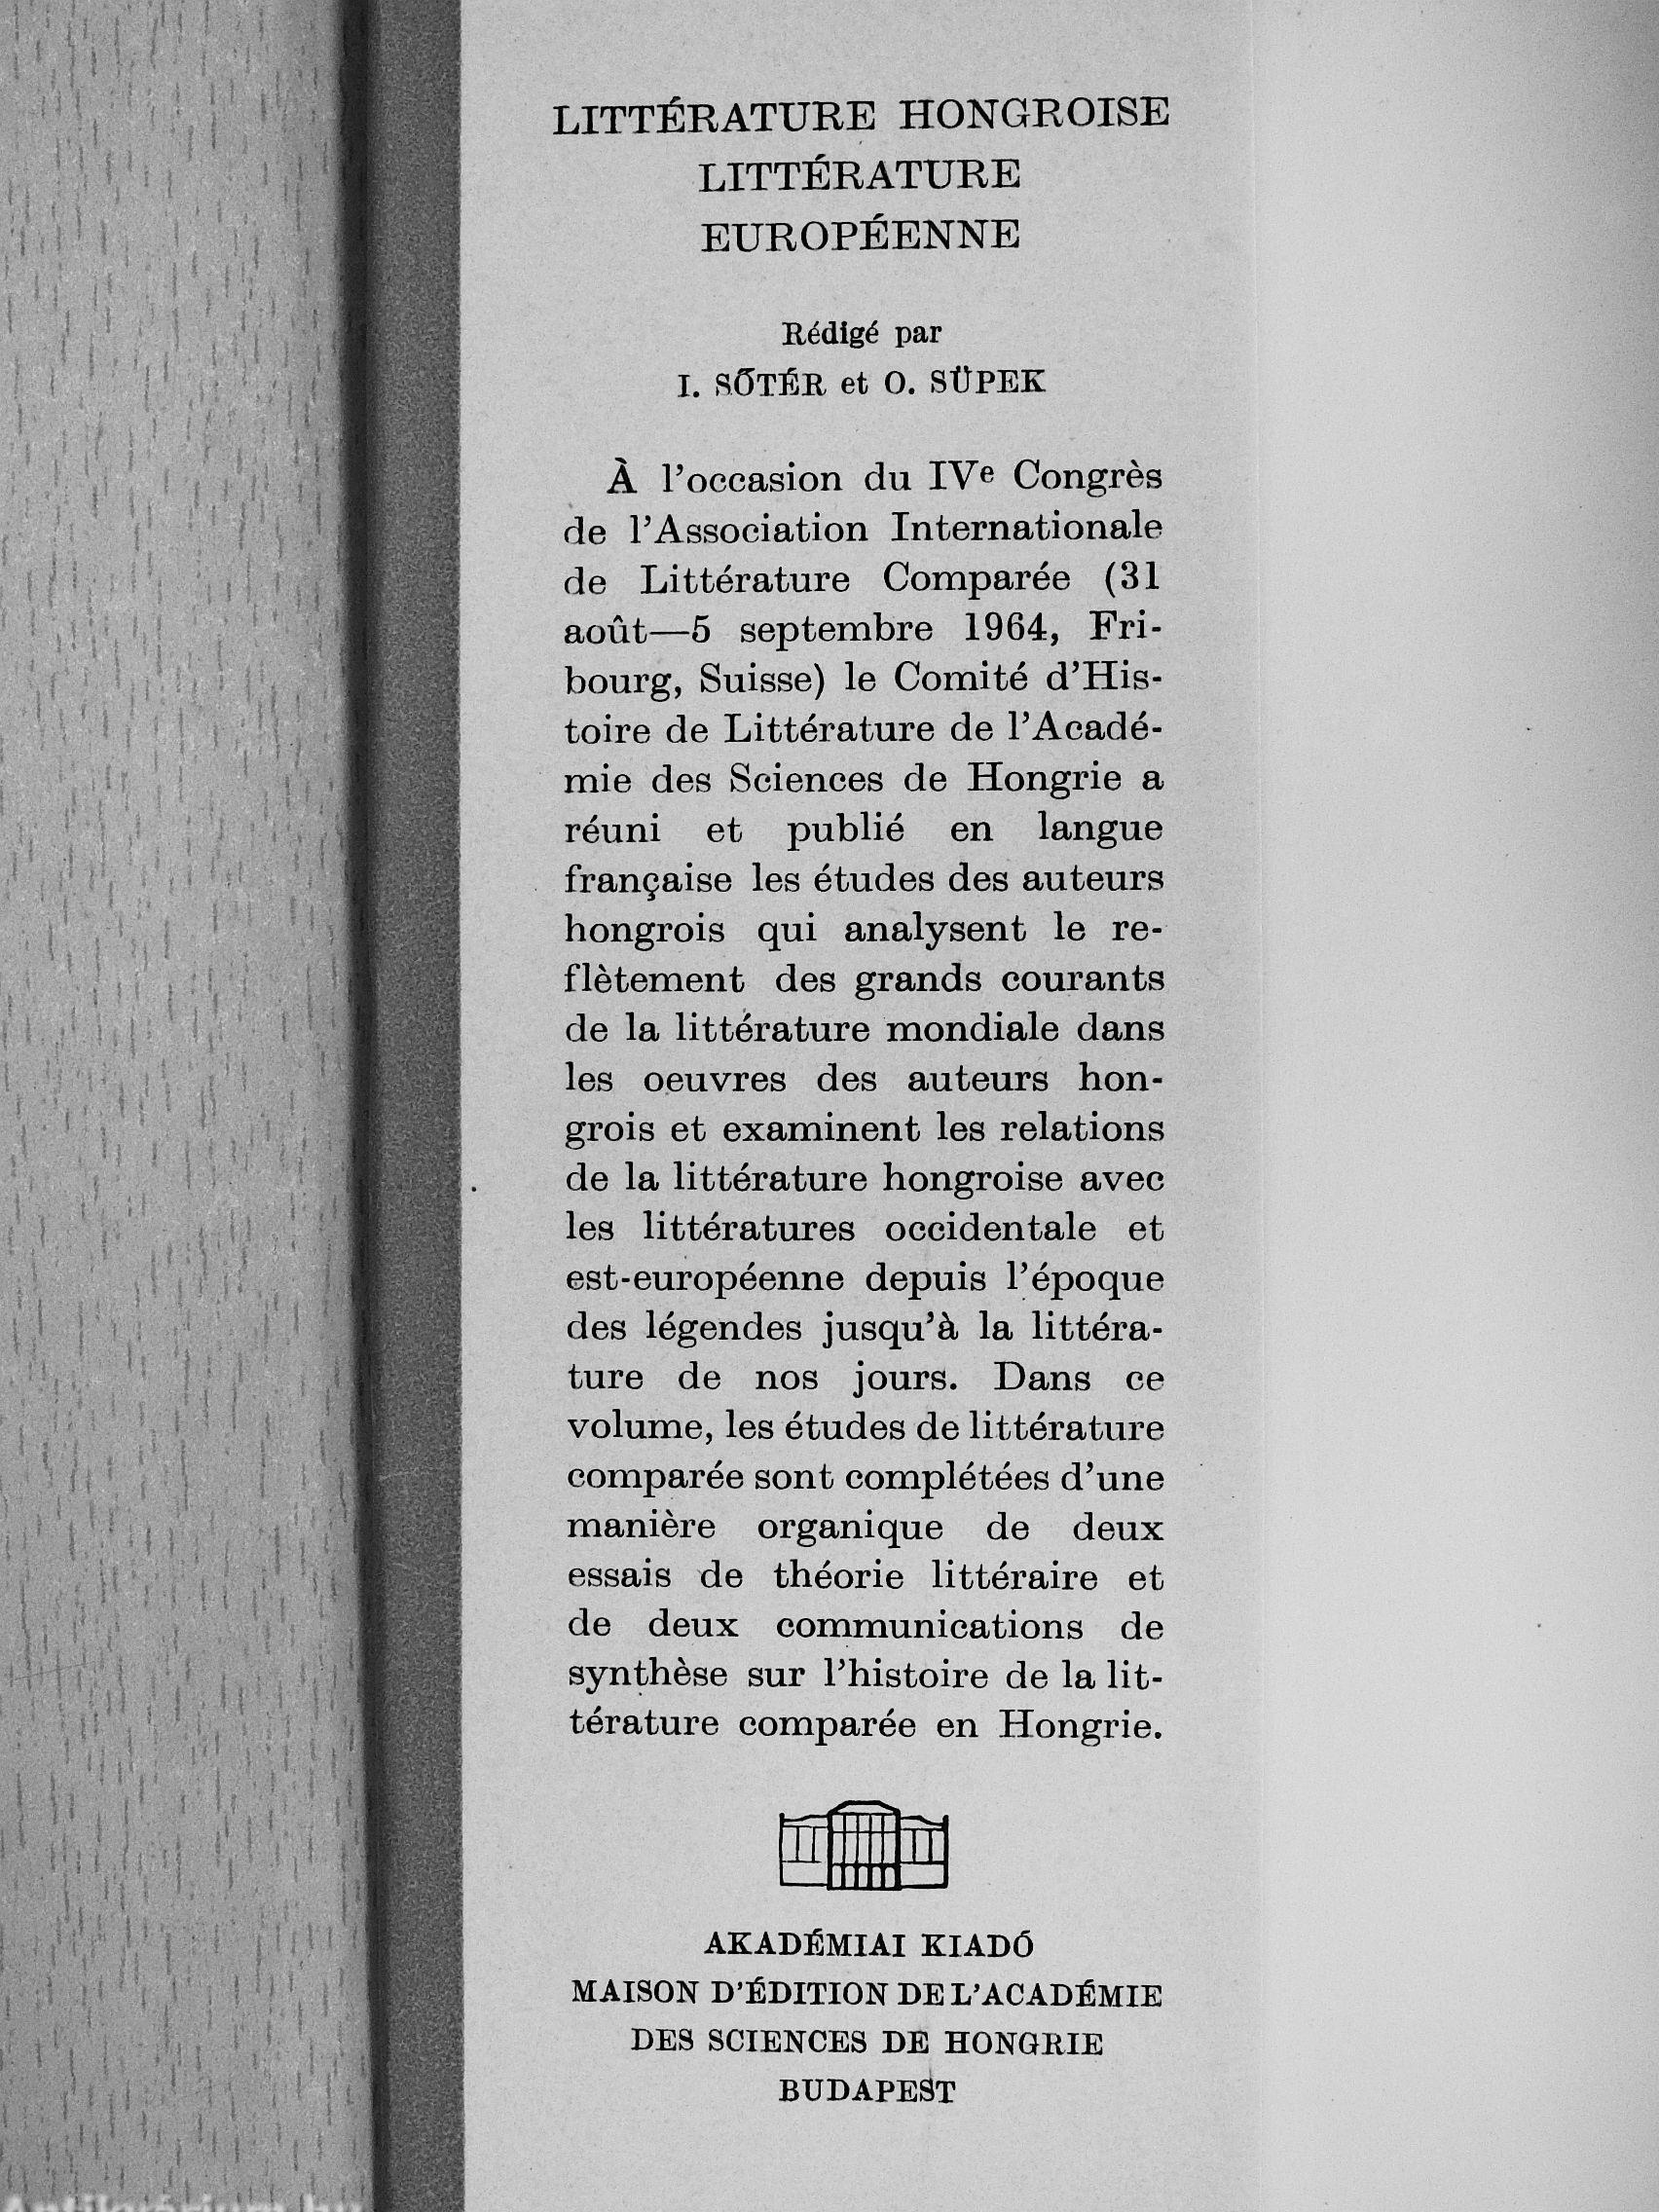 LITTÉRATURE HONGROISE
LITTÉRATURE
EUROPÉENNE
Rédigé par
I. SŐTÉR et O. SÜPEK
À l’occasion du IVe Congrès
de l’Association Internationale
de Littérature Comparée (31
août—5 septembre 1964, Fri-
bourg, Suisse) le Comité d’His-
toire de Littérature de l’Acadé-
mie des Sciences de Hongrie a
réuni et publié en langue
française les études des auteurs
hongrois qui analysent le re-
flètement des grands courants
de la littérature mondiale dans
les oeuvres des auteurs hon-
grois et examinent les relations
de la littérature hongroise avec
les littératures occidentale et
est-européenne depuis l’époque
des légendes jusqu’à la littéra-
ture de nos jours. Dans ce
volume, les études de littérature
comparée sont complétées d’une
manière organique de deux
essais de théorie littéraire et
de deux communications de
synthèse sur l’histoire de la lit-
térature comparée en Hongrie.
AKADÉMIAI KIADÓ
MAISON D’ÉDITION DE L’ACADÉMIE
DES SCIENCES DE HONGRIE
BUDAPEST